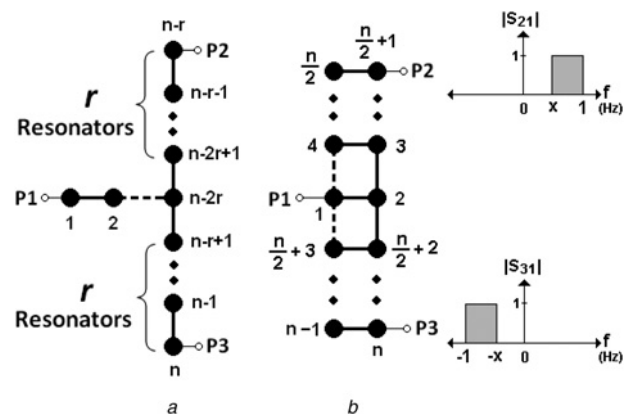 n-r
P2
n-r-1
r
Resonators
n-2r+1
P1
n-2r
1
2
n-r+1
r
Resonators
n-1
P3
n
a
n/2
n/2 +1
P2
4
3
P1
1
2
n/2 + 3
n/2 + 2
n-1
P3
n
b
|S21|
1
f
(Hz)
0
x
1
|S31|
1
f
(Hz)
-1
-x
0